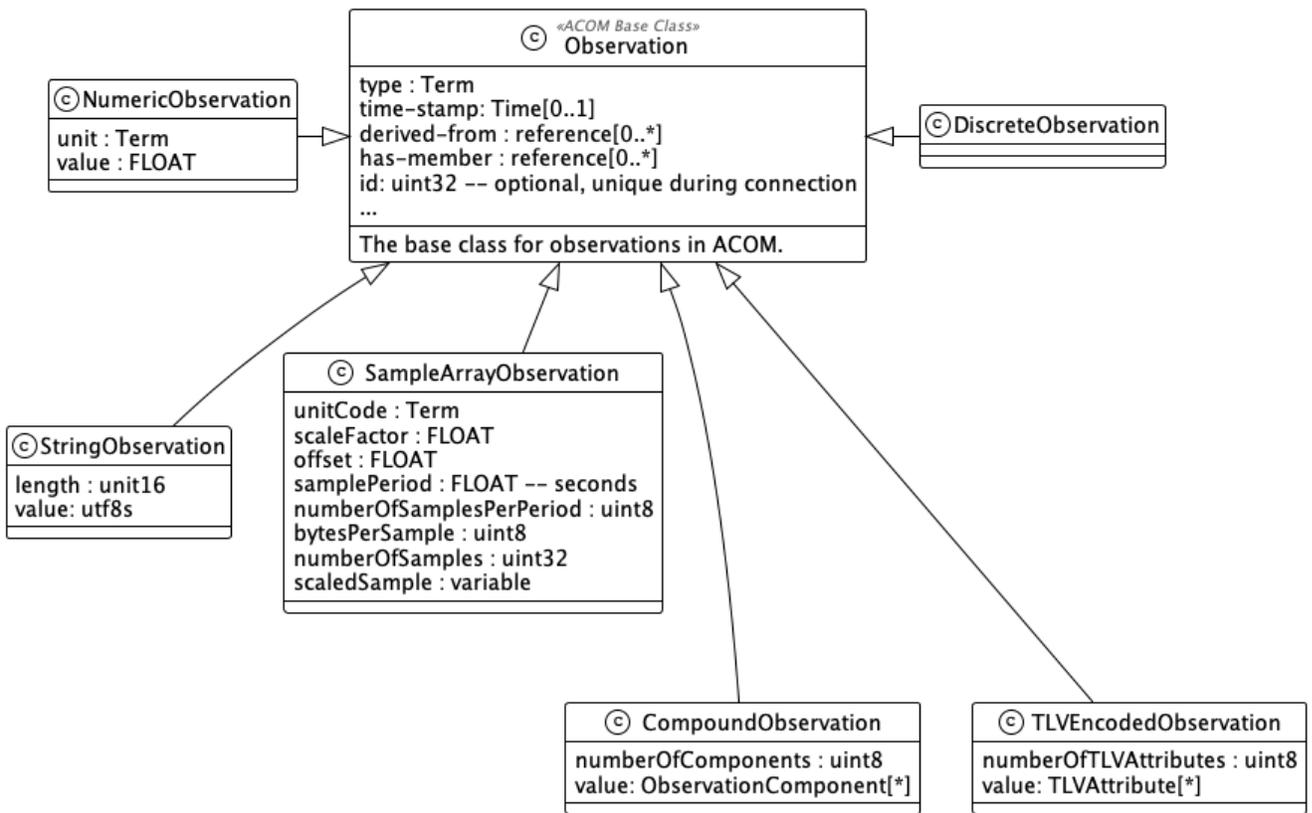 «ACOM Base Class»
C Observation
type : Term
time-stamp: Time[0..1]
derived-from : reference[0..*]
has-member : reference[0..*]
id: uint32 -- optional, unique during connection
...
The base class for observations in ACOM.
C NumericObservation
unit : Term
value : FLOAT
C DiscreteObservation
C StringObservation
length : unit16
value: utf8s
C SampleArrayObservation
unitCode : Term
scaleFactor : FLOAT
offset : FLOAT
samplePeriod : FLOAT -- seconds
numberOfSamplesPerPeriod : uint8
bytesPerSample : uint8
numberOfSamples : uint32
scaledSample : variable
C CompoundObservation
numberOfComponents : uint8
value: ObservationComponent[*]
C TLVEncodedObservation
numberOfTLVAttributes : uint8
value: TLVAttribute[*]